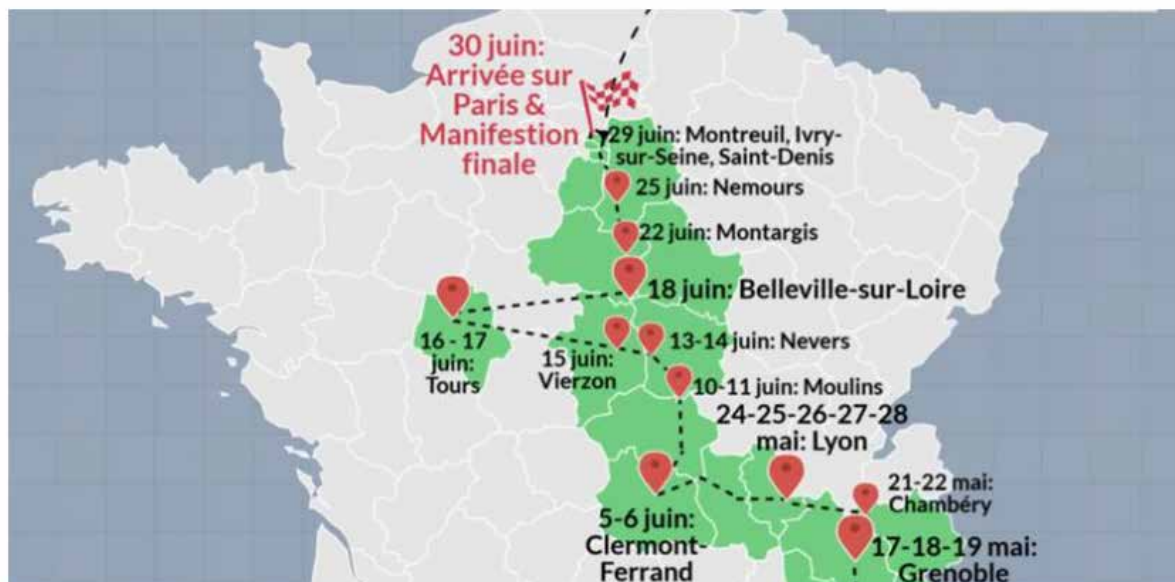 30 juin:
Arrivée sur
Paris &
Manifestion
finale
29 juin: Montreuil, Ivry-
sur-Seine, Saint-Denis
25 juin: Nemours
22 juin: Montargis
18 juin: Belleville-sur-Loire
16 - 17
juin:
Tours
15 juin:
Vierzon
13-14 juin: Nevers
10-11 juin: Moulins
24-25-26-27-28
mai: Lyon
21-22 mai:
Chambéry
5-6 juin:
Clermont-
Ferrand
17-18-19 mai:
Grenoble